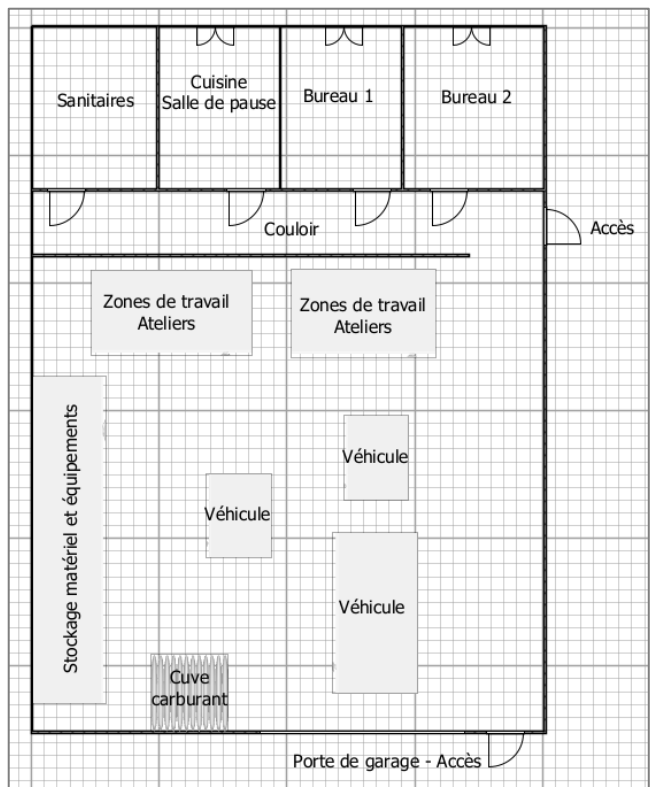 Sanitaires
Cuisine
Salle de pause
Bureau 1
Bureau 2
Couloir
Accès
Zones de travail
Ateliers
Zones de travail
Ateliers
Stockage matériel et équipements
Véhicule
Véhicule
Véhicule
Cuve
carburant
Porte de garage - Accès